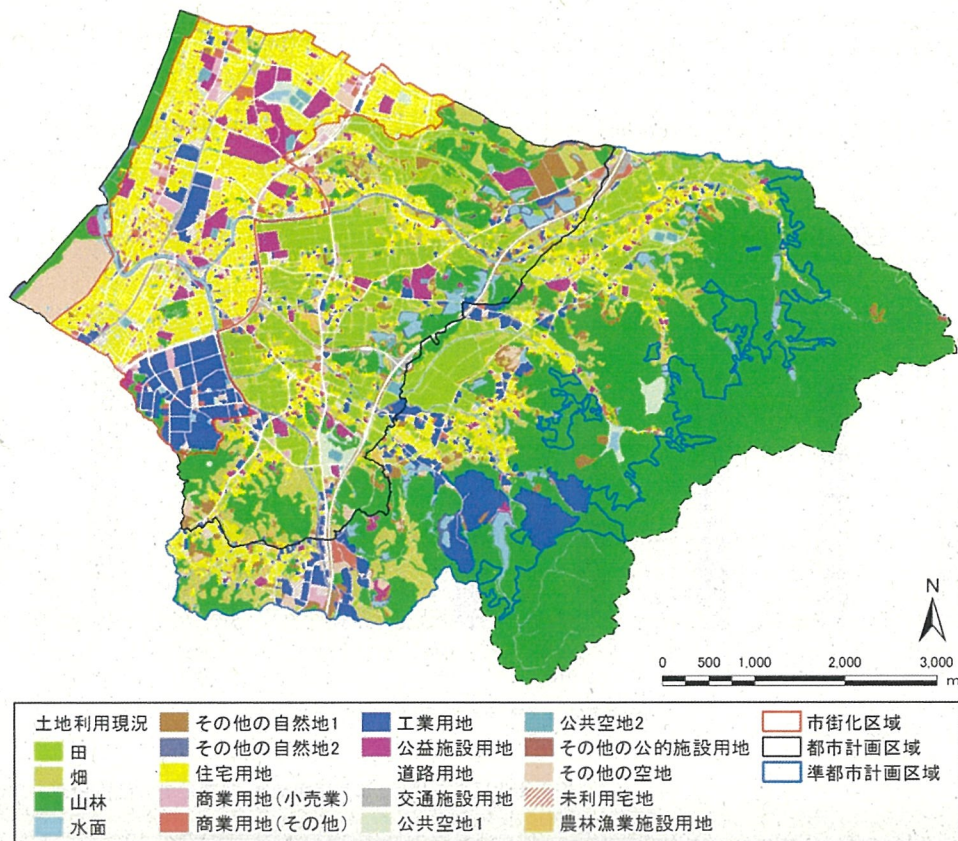 N
0 500 1,000 2,000 3,000
m
土地利用現況
田
畑
山林
水面
その他の自然地1
その他の自然地2
住宅用地
商業用地(小売業)
商業用地(その他)
工業用地
公益施設用地
道路用地
交通施設用地
公共空地1
公共空地2
その他の公的施設用地
その他の空地
未利用宅地
農林漁業施設用地
市街化区域
都市計画区域
準都市計画区域